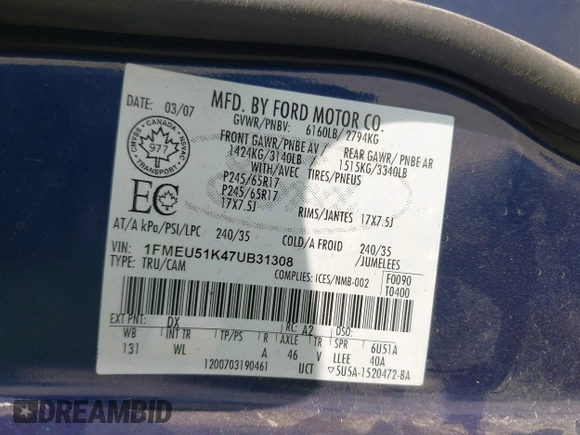 MFD. BY FORD MOTOR CO.
DATE: 03/07
GVWR/PNBV: 6160LB/ 2794KG
FRONT GAWR/PNBE AV
1424KG/3140LB
REAR GAWR/ PNBE AR
1515KG/3340LB
WITH/AVEC TIRES/PNEUS
P245/65R17
P245/65R17
17X7.5J
RIMS/JANTES 17X7.5J
CMVSS • CANADA • NSVAC
977
TRANSPORT
EC
AT/A kPa/PSI/LPC 240/35 COLD/A FROID 240/35
/JUMELEES
VIN: 1FMEU51K47UB31308
TYPE: TRU/CAM
COMPLIES: ICES/NMB-002
F0090
T0400
EXT PNT: DX RC: A2 DSO:
WB INT TR TP/PS R AXLE TR LLEE 6U51A
131 WL A 46 V 40A
1200703190461 UCT 5U5A-1520472-BA
DREAMBID